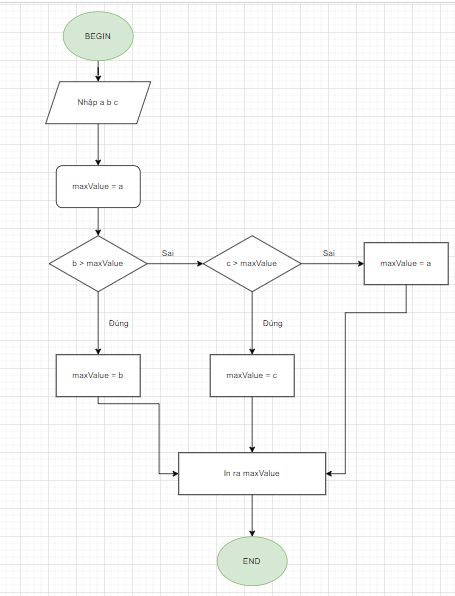 BEGIN
Nhập a b c
maxValue = a
b > maxValue
Sai
c > maxValue
Sai
maxValue = a
Đúng
Đúng
maxValue = b
maxValue = c
In ra maxValue
END